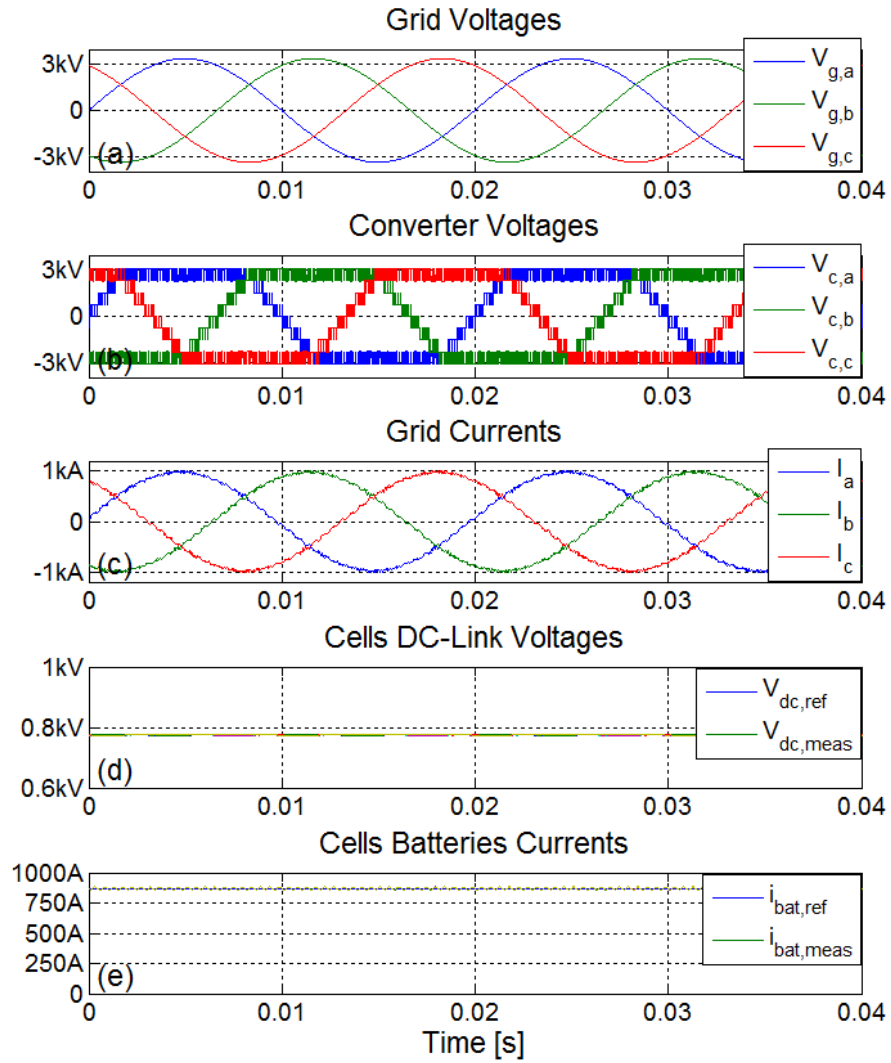 Grid Voltages
3kV
0
-3kV
(a)
V_g,a
V_g,b
V_g,c
0 0.01 0.02 0.03 0.04
Converter Voltages
3kV
0
-3kV
(b)
V_c,a
V_c,b
V_c,c
0 0.01 0.02 0.03 0.04
Grid Currents
1kA
0
-1kA
(c)
I_a
I_b
I_c
0 0.01 0.02 0.03 0.04
Cells DC-Link Voltages
1kV
0.8kV
0.6kV
(d)
V_dc,ref
V_dc,meas
0 0.01 0.02 0.03 0.04
Cells Batteries Currents
1000A
750A
500A
250A
0
(e)
i_bat,ref
i_bat,meas
0 0.01 0.02 0.03 0.04
Time [s]